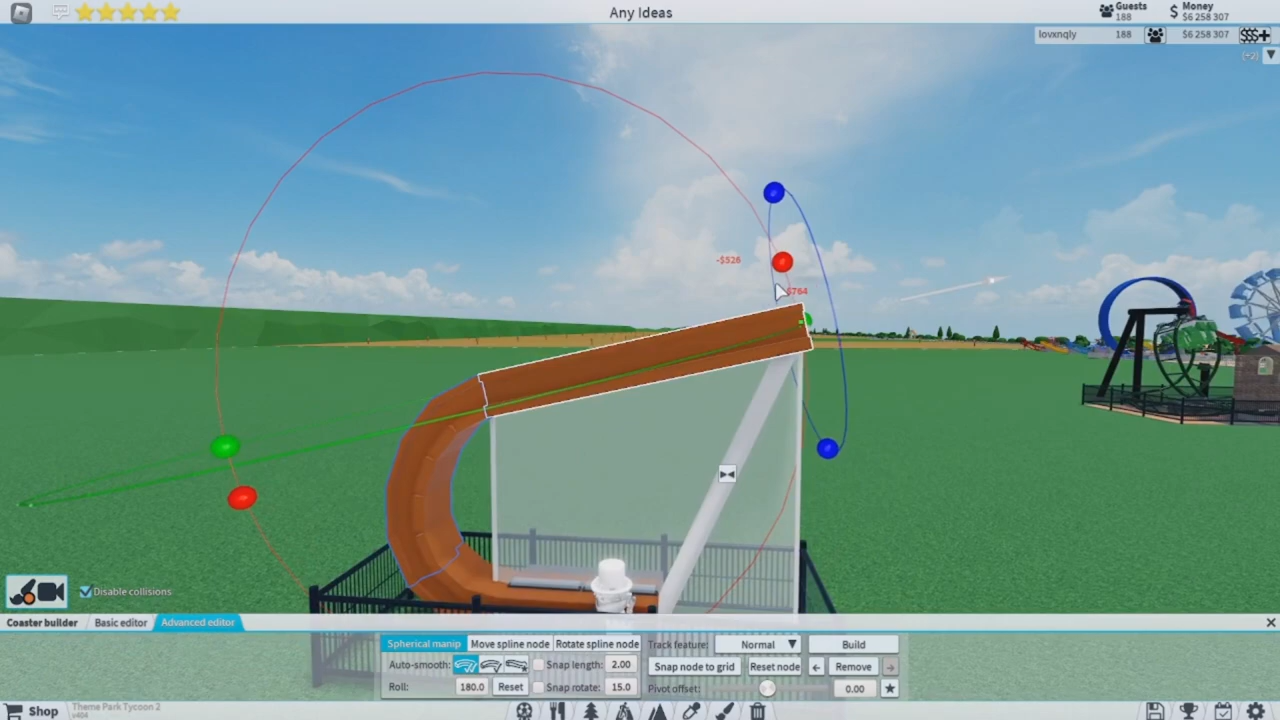 Any Ideas
Guests
188
Money
$6 258 307
lovxnqly 188 $6 258 307 $$$+
(+2) ▼
-$526
$764
Disable collisions
Coaster builder Basic editor Advanced editor ✕
Spherical manip Move spline node Rotate spline node Track feature: Normal ▼ Build
Auto-smooth: Snap length: 2.00 Snap node to grid Reset node ← Remove →
Roll: 180.0 Reset Snap rotate: 15.0 Pivot offset: 0.00 ★
Shop
Theme Park Tycoon 2
v404